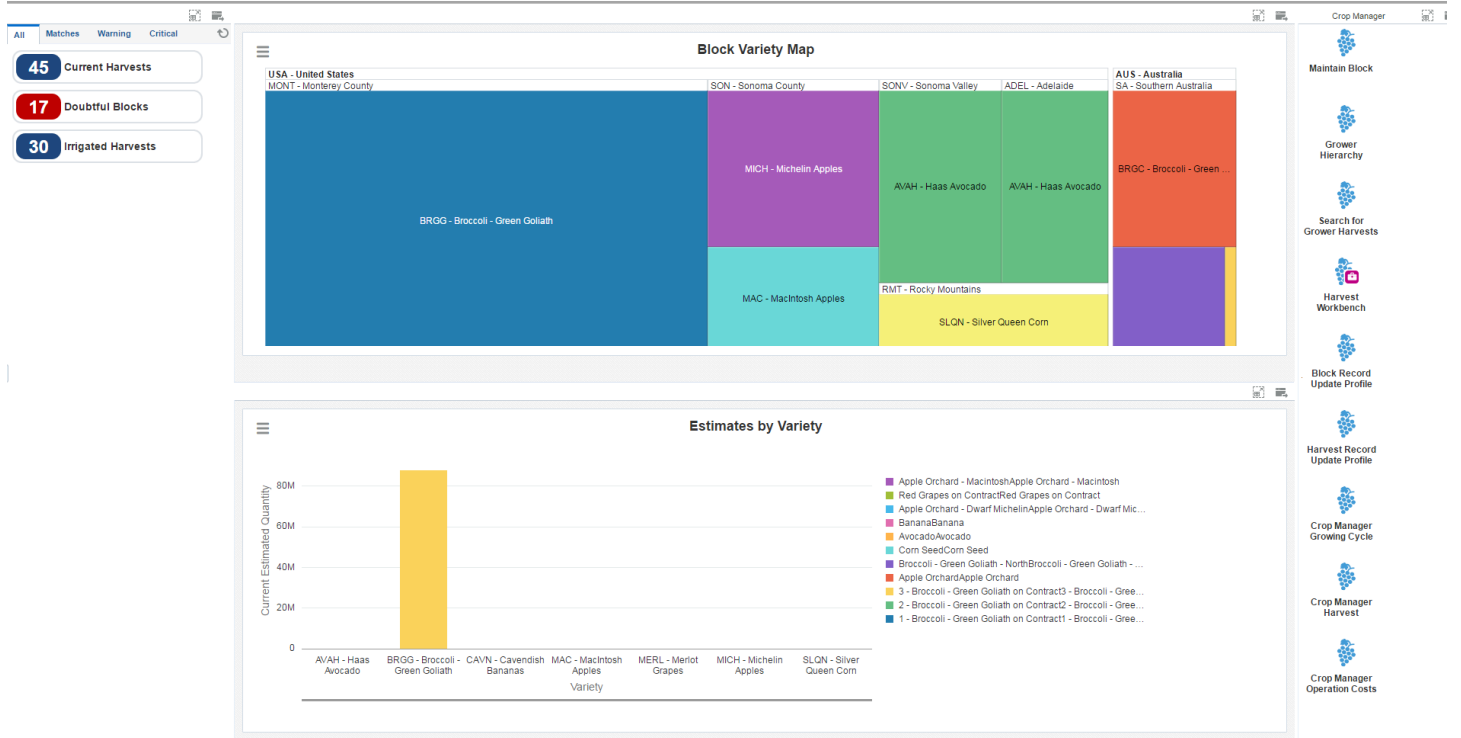 All Matches Warning Critical
45 Current Harvests
17 Doubtful Blocks
30 Irrigated Harvests
Block Variety Map
USA - United States
AUS - Australia
MONT - Monterey County
SON - Sonoma County
SONV - Sonoma Valley
ADEL - Adelaide
SA - Southern Australia
BRGG - Broccoli - Green Goliath
MICH - Michelin Apples
MAC - MacIntosh Apples
AVAH - Haas Avocado
AVAH - Haas Avocado
RMT - Rocky Mountains
SLQN - Silver Queen Corn
BRGC - Broccoli - Green ...
Estimates by Variety
Current Estimated Quantity
80M
60M
40M
20M
0
AVAH - Haas
Avocado
BRGG - Broccoli -
Green Goliath
CAVN - Cavendish
Bananas
MAC - MacIntosh
Apples
MERL - Merlot
Grapes
MICH - Michelin
Apples
SLQN - Silver
Queen Corn
Variety
Apple Orchard - MacintoshApple Orchard - Macintosh
Red Grapes on ContractRed Grapes on Contract
Apple Orchard - Dwarf MichelinApple Orchard - Dwarf Mic...
BananaBanana
AvocadoAvocado
Corn SeedCorn Seed
Broccoli - Green Goliath - NorthBroccoli - Green Goliath - ...
Apple OrchardApple Orchard
3 - Broccoli - Green Goliath on Contract3 - Broccoli - Gree...
2 - Broccoli - Green Goliath on Contract2 - Broccoli - Gree...
1 - Broccoli - Green Goliath on Contract1 - Broccoli - Gree...
Crop Manager
Maintain Block
Grower
Hierarchy
Search for
Grower Harvests
Harvest
Workbench
Block Record
Update Profile
Harvest Record
Update Profile
Crop Manager
Growing Cycle
Crop Manager
Harvest
Crop Manager
Operation Costs